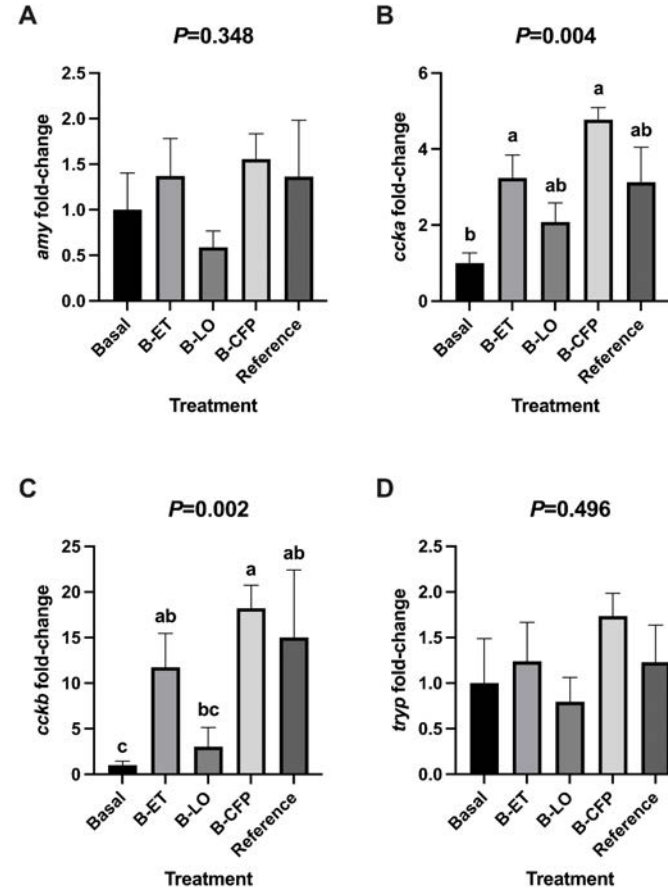 A
P=0.348
amy fold-change
2.5
2.0
1.5
1.0
0.5
0.0
Basal
B-ET
B-LO
B-CFP
Reference
Treatment
B
P=0.004
ccka fold-change
6
4
2
0
b
a
ab
a
ab
Basal
B-ET
B-LO
B-CFP
Reference
Treatment
C
P=0.002
cckb fold-change
25
20
15
10
5
0
c
ab
bc
a
ab
Basal
B-ET
B-LO
B-CFP
Reference
Treatment
D
P=0.496
tryp fold-change
2.5
2.0
1.5
1.0
0.5
0.0
Basal
B-ET
B-LO
B-CFP
Reference
Treatment